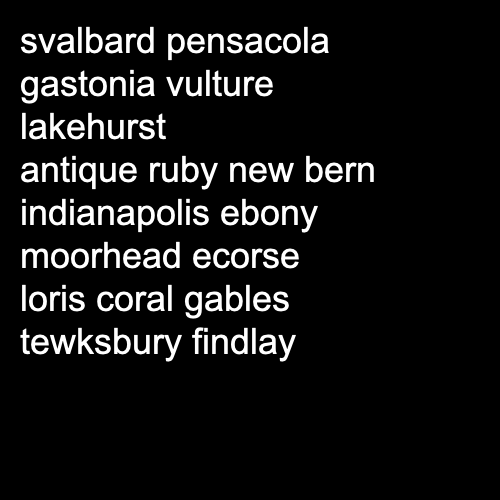 svalbard pensacola
gastonia vulture
lakehurst
antique ruby new bern
indianapolis ebony
moorhead ecorse
loris coral gables
tewksbury findlay